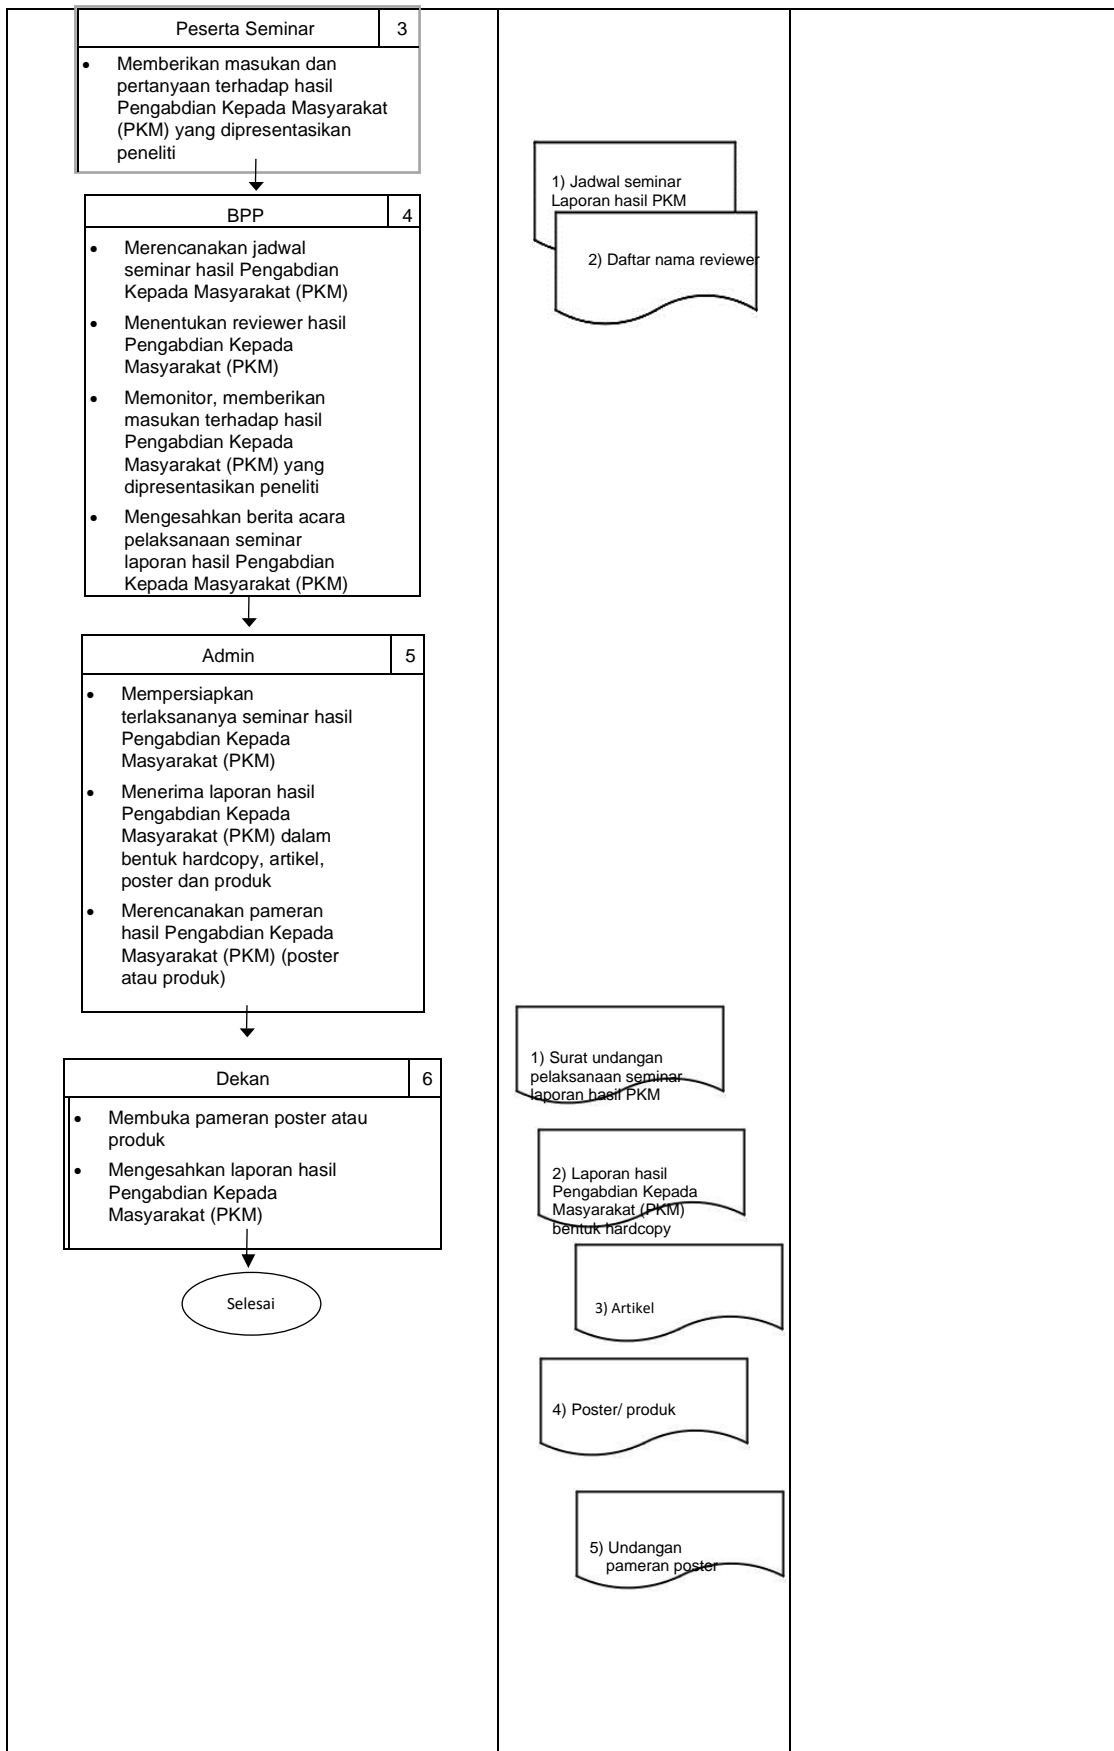 Peserta Seminar
3
• Memberikan masukan dan
pertanyaan terhadap hasil
Pengabdian Kepada Masyarakat
(PKM) yang dipresentasikan
peneliti
BPP
4
• Merencanakan jadwal
seminar hasil Pengabdian
Kepada Masyarakat (PKM)
• Menentukan reviewer hasil
Pengabdian Kepada
Masyarakat (PKM)
• Memonitor, memberikan
masukan terhadap hasil
Pengabdian Kepada
Masyarakat (PKM) yang
dipresentasikan peneliti
• Mengesahkan berita acara
pelaksanaan seminar
laporan hasil Pengabdian
Kepada Masyarakat (PKM)
Admin
5
• Mempersiapkan
terlaksananya seminar hasil
Pengabdian Kepada
Masyarakat (PKM)
• Menerima laporan hasil
Pengabdian Kepada
Masyarakat (PKM) dalam
bentuk hardcopy, artikel,
poster dan produk
• Merencanakan pameran
hasil Pengabdian Kepada
Masyarakat (PKM) (poster
atau produk)
Dekan
6
• Membuka pameran poster atau
produk
• Mengesahkan laporan hasil
Pengabdian Kepada
Masyarakat (PKM)
Selesai
1) Jadwal seminar
Laporan hasil PKM
2) Daftar nama reviewer
1) Surat undangan
pelaksanaan seminar
laporan hasil PKM
2) Laporan hasil
Pengabdian Kepada
Masyarakat (PKM)
bentuk hardcopy
3) Artikel
4) Poster/ produk
5) Undangan
pameran poster